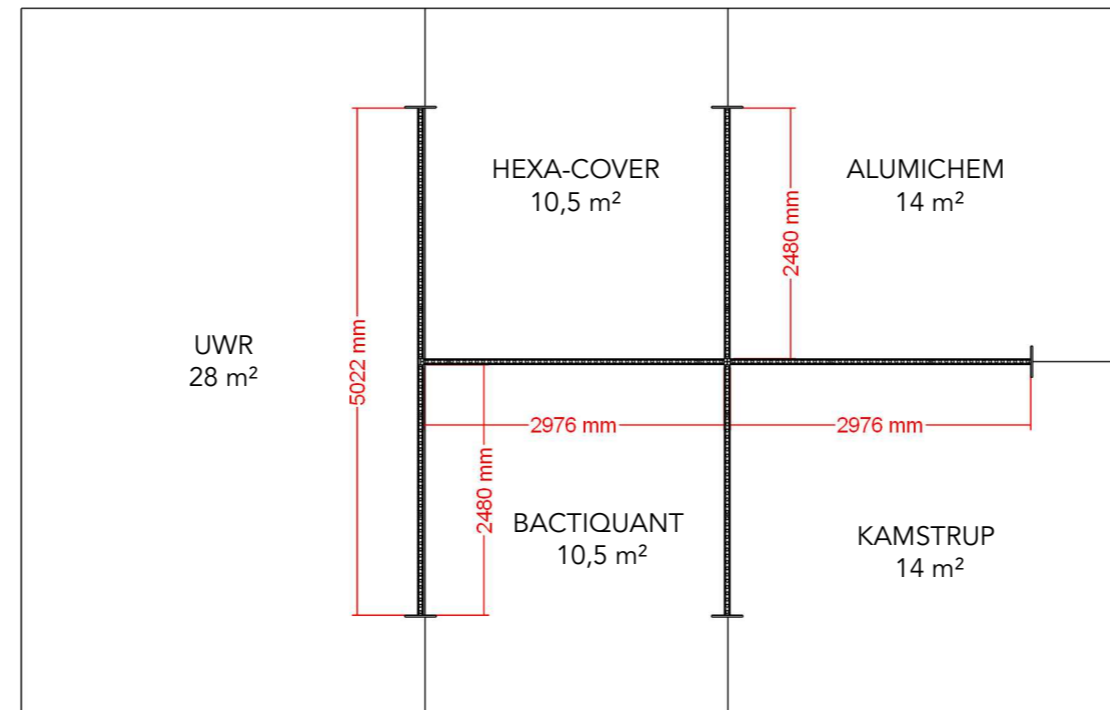 HEXA-COVER
10,5 m²
ALUMICHEM
14 m²
2480 mm
UWR
28 m²
5022 mm
2976 mm
2976 mm
2480 mm
BACTIQUANT
10,5 m²
KAMSTRUP
14 m²